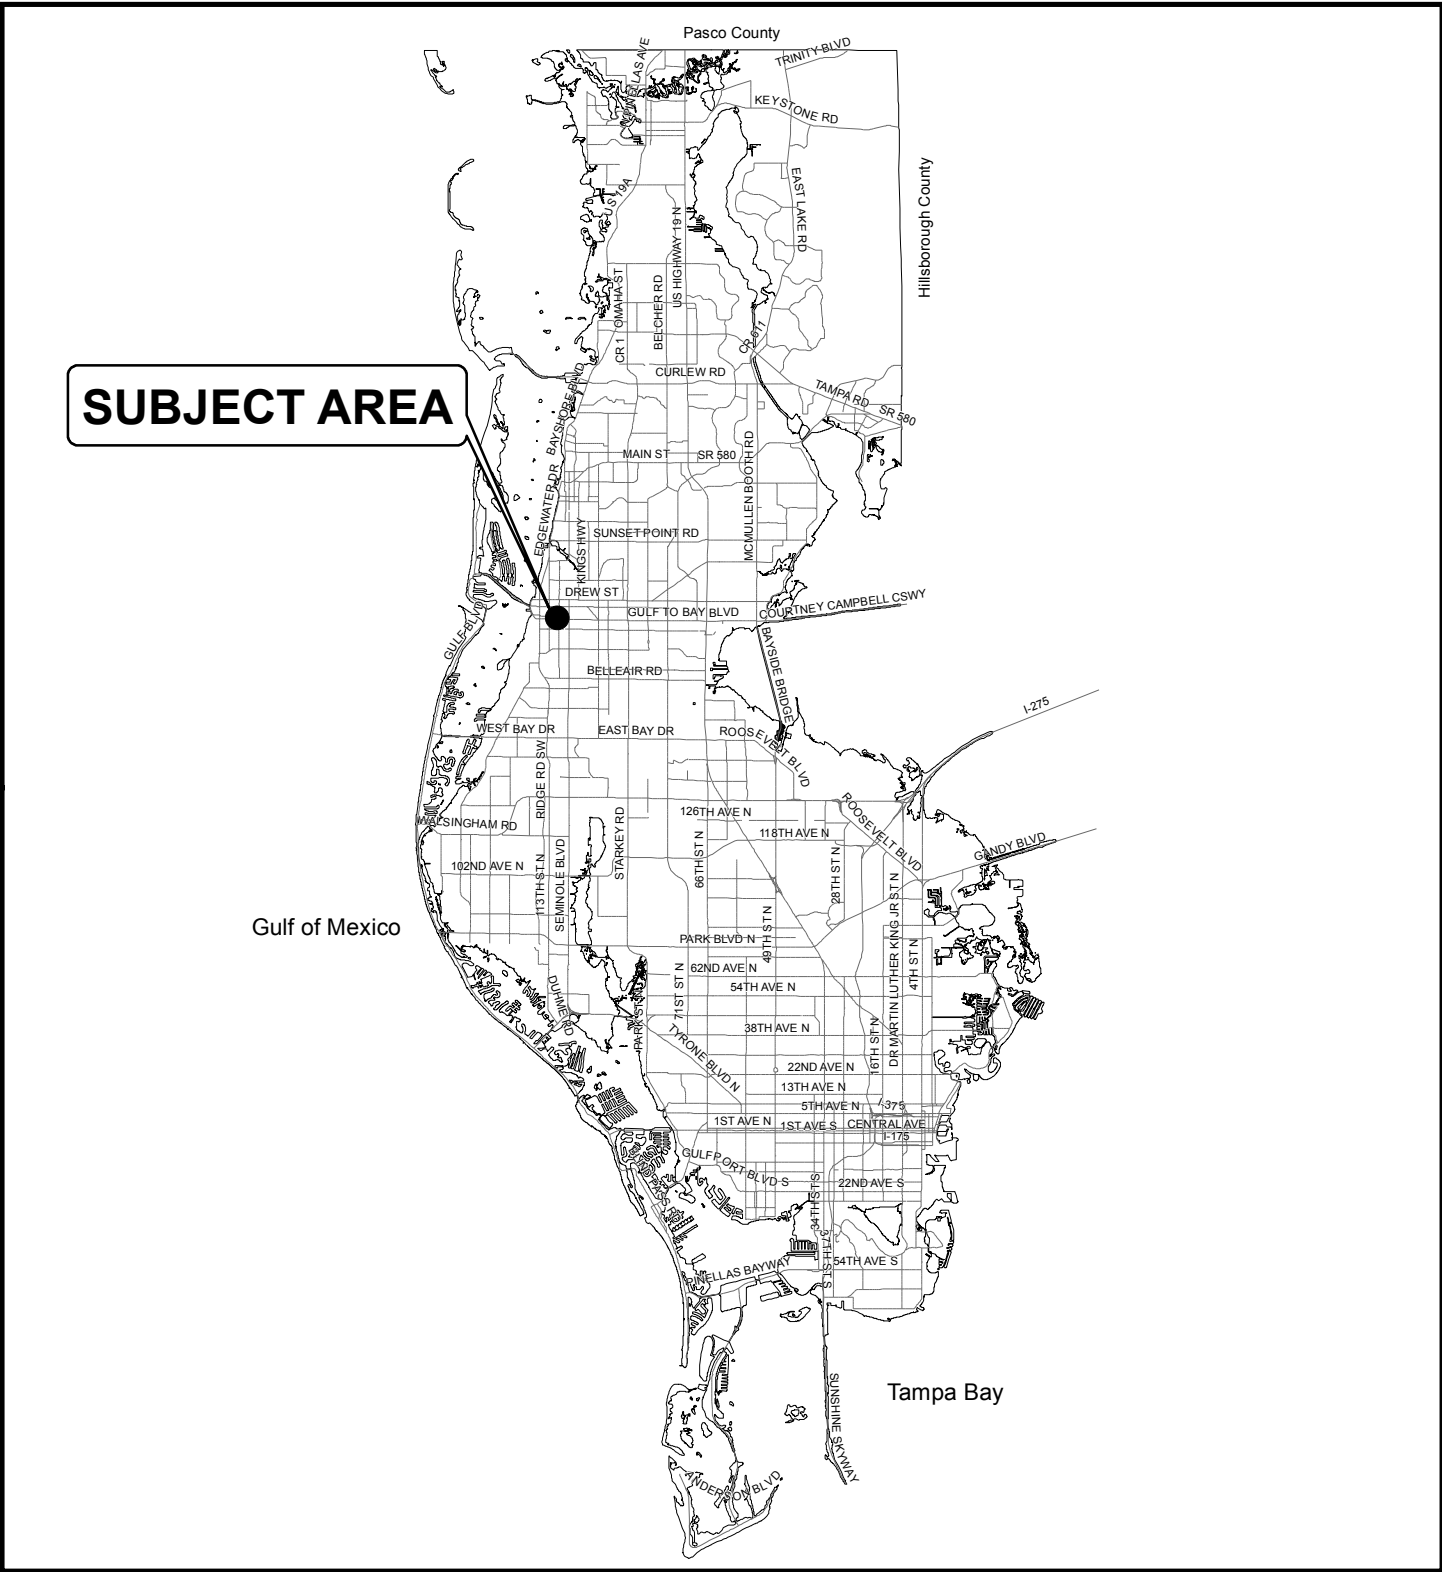 Pasco County
PINELLAS AVE
TRINITY BLVD
KEYSTONE RD
Hillsborough County
EAST LAKE RD
US 19A
US HIGHWAY 19 N
OMAHA ST
BELCHER RD
CR 1
CR 611
CURLEW RD
TAMPA RD
SR 580
SUBJECT AREA
BAYSHORE BLVD
MAIN ST
SR 580
MCMULLEN BOOTH RD
EDGEWATER DR
KINGS HWY
SUNSET POINT RD
DREW ST
GULF TO BAY BLVD
COURTNEY CAMPBELL CSWY
GULF BLVD
BAYSIDE BRIDGE
BELLEAIR RD
I-275
WEST BAY DR
EAST BAY DR
ROOSEVELT BLVD
RIDGE RD SW
ROOSEVELT BLVD
WALSINGHAM RD
STARKEY RD
126TH AVE N
118TH AVE N
GANDY BLVD
102ND AVE N
113TH ST N
SEMINOLE BLVD
66TH ST N
28TH ST N
Gulf of Mexico
49TH ST N
DR MARTIN LUTHER KING JR ST N
PARK BLVD N
4TH ST N
62ND AVE N
71ST ST N
54TH AVE N
DUHME RD
PARK ST N
38TH AVE N
16TH ST N
TYRONE BLVD N
22ND AVE N
13TH AVE N
5TH AVE N
I-375
1ST AVE N
1ST AVE S
CENTRAL AVE
I-175
GULFPORT BLVD S
22ND AVE S
34TH ST S
37TH ST S
54TH AVE S
PINELLAS BAYWAY
Tampa Bay
SUNSHINE SKYWAY
ANDERSON BLVD